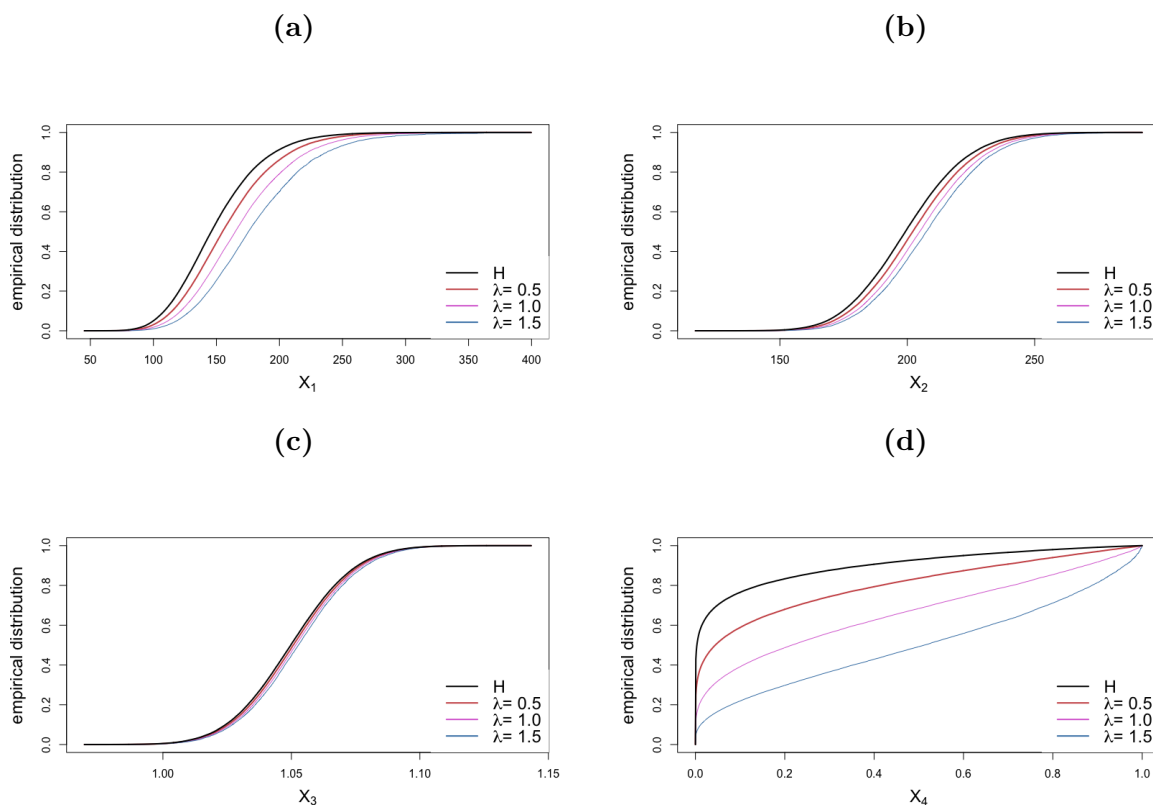 (a)
empirical distribution
0.0 0.2 0.4 0.6 0.8 1.0
50 100 150 200 250 300 350 400
X₁
H
λ= 0.5
λ= 1.0
λ= 1.5
(b)
empirical distribution
0.0 0.2 0.4 0.6 0.8 1.0
150 200 250
X₂
H
λ= 0.5
λ= 1.0
λ= 1.5
(c)
empirical distribution
0.0 0.2 0.4 0.6 0.8 1.0
1.00 1.05 1.10 1.15
X₃
H
λ= 0.5
λ= 1.0
λ= 1.5
(d)
empirical distribution
0.0 0.2 0.4 0.6 0.8 1.0
0.0 0.2 0.4 0.6 0.8 1.0
X₄
H
λ= 0.5
λ= 1.0
λ= 1.5